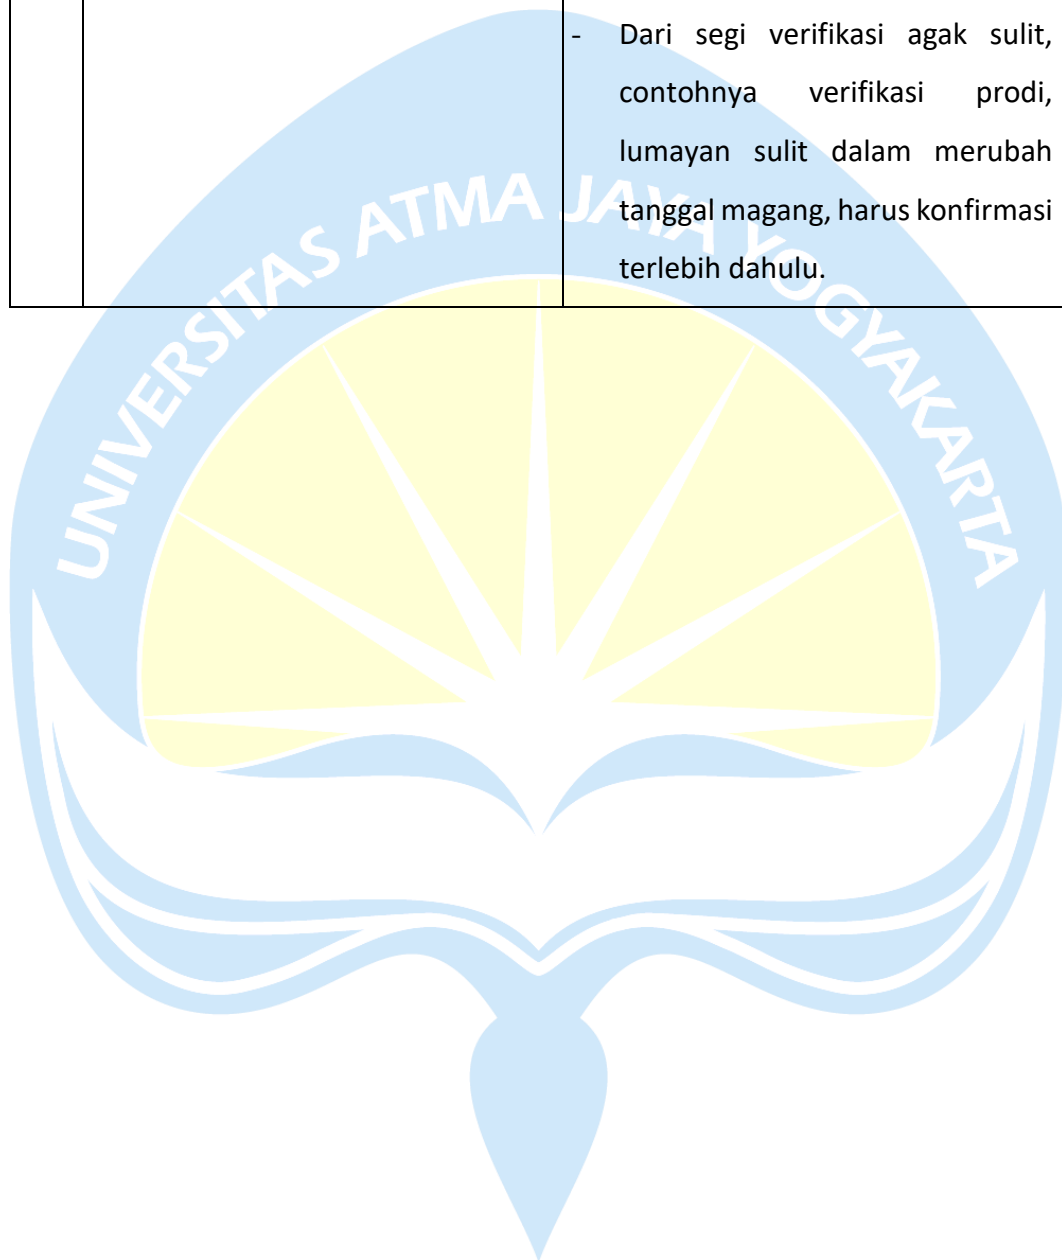 - Dari segi verifikasi agak sulit,
contohnya verifikasi prodi,
lumayan sulit dalam merubah
tanggal magang, harus konfirmasi
terlebih dahulu.
UNIVERSITAS ATMA JAYA YOGYAKARTA